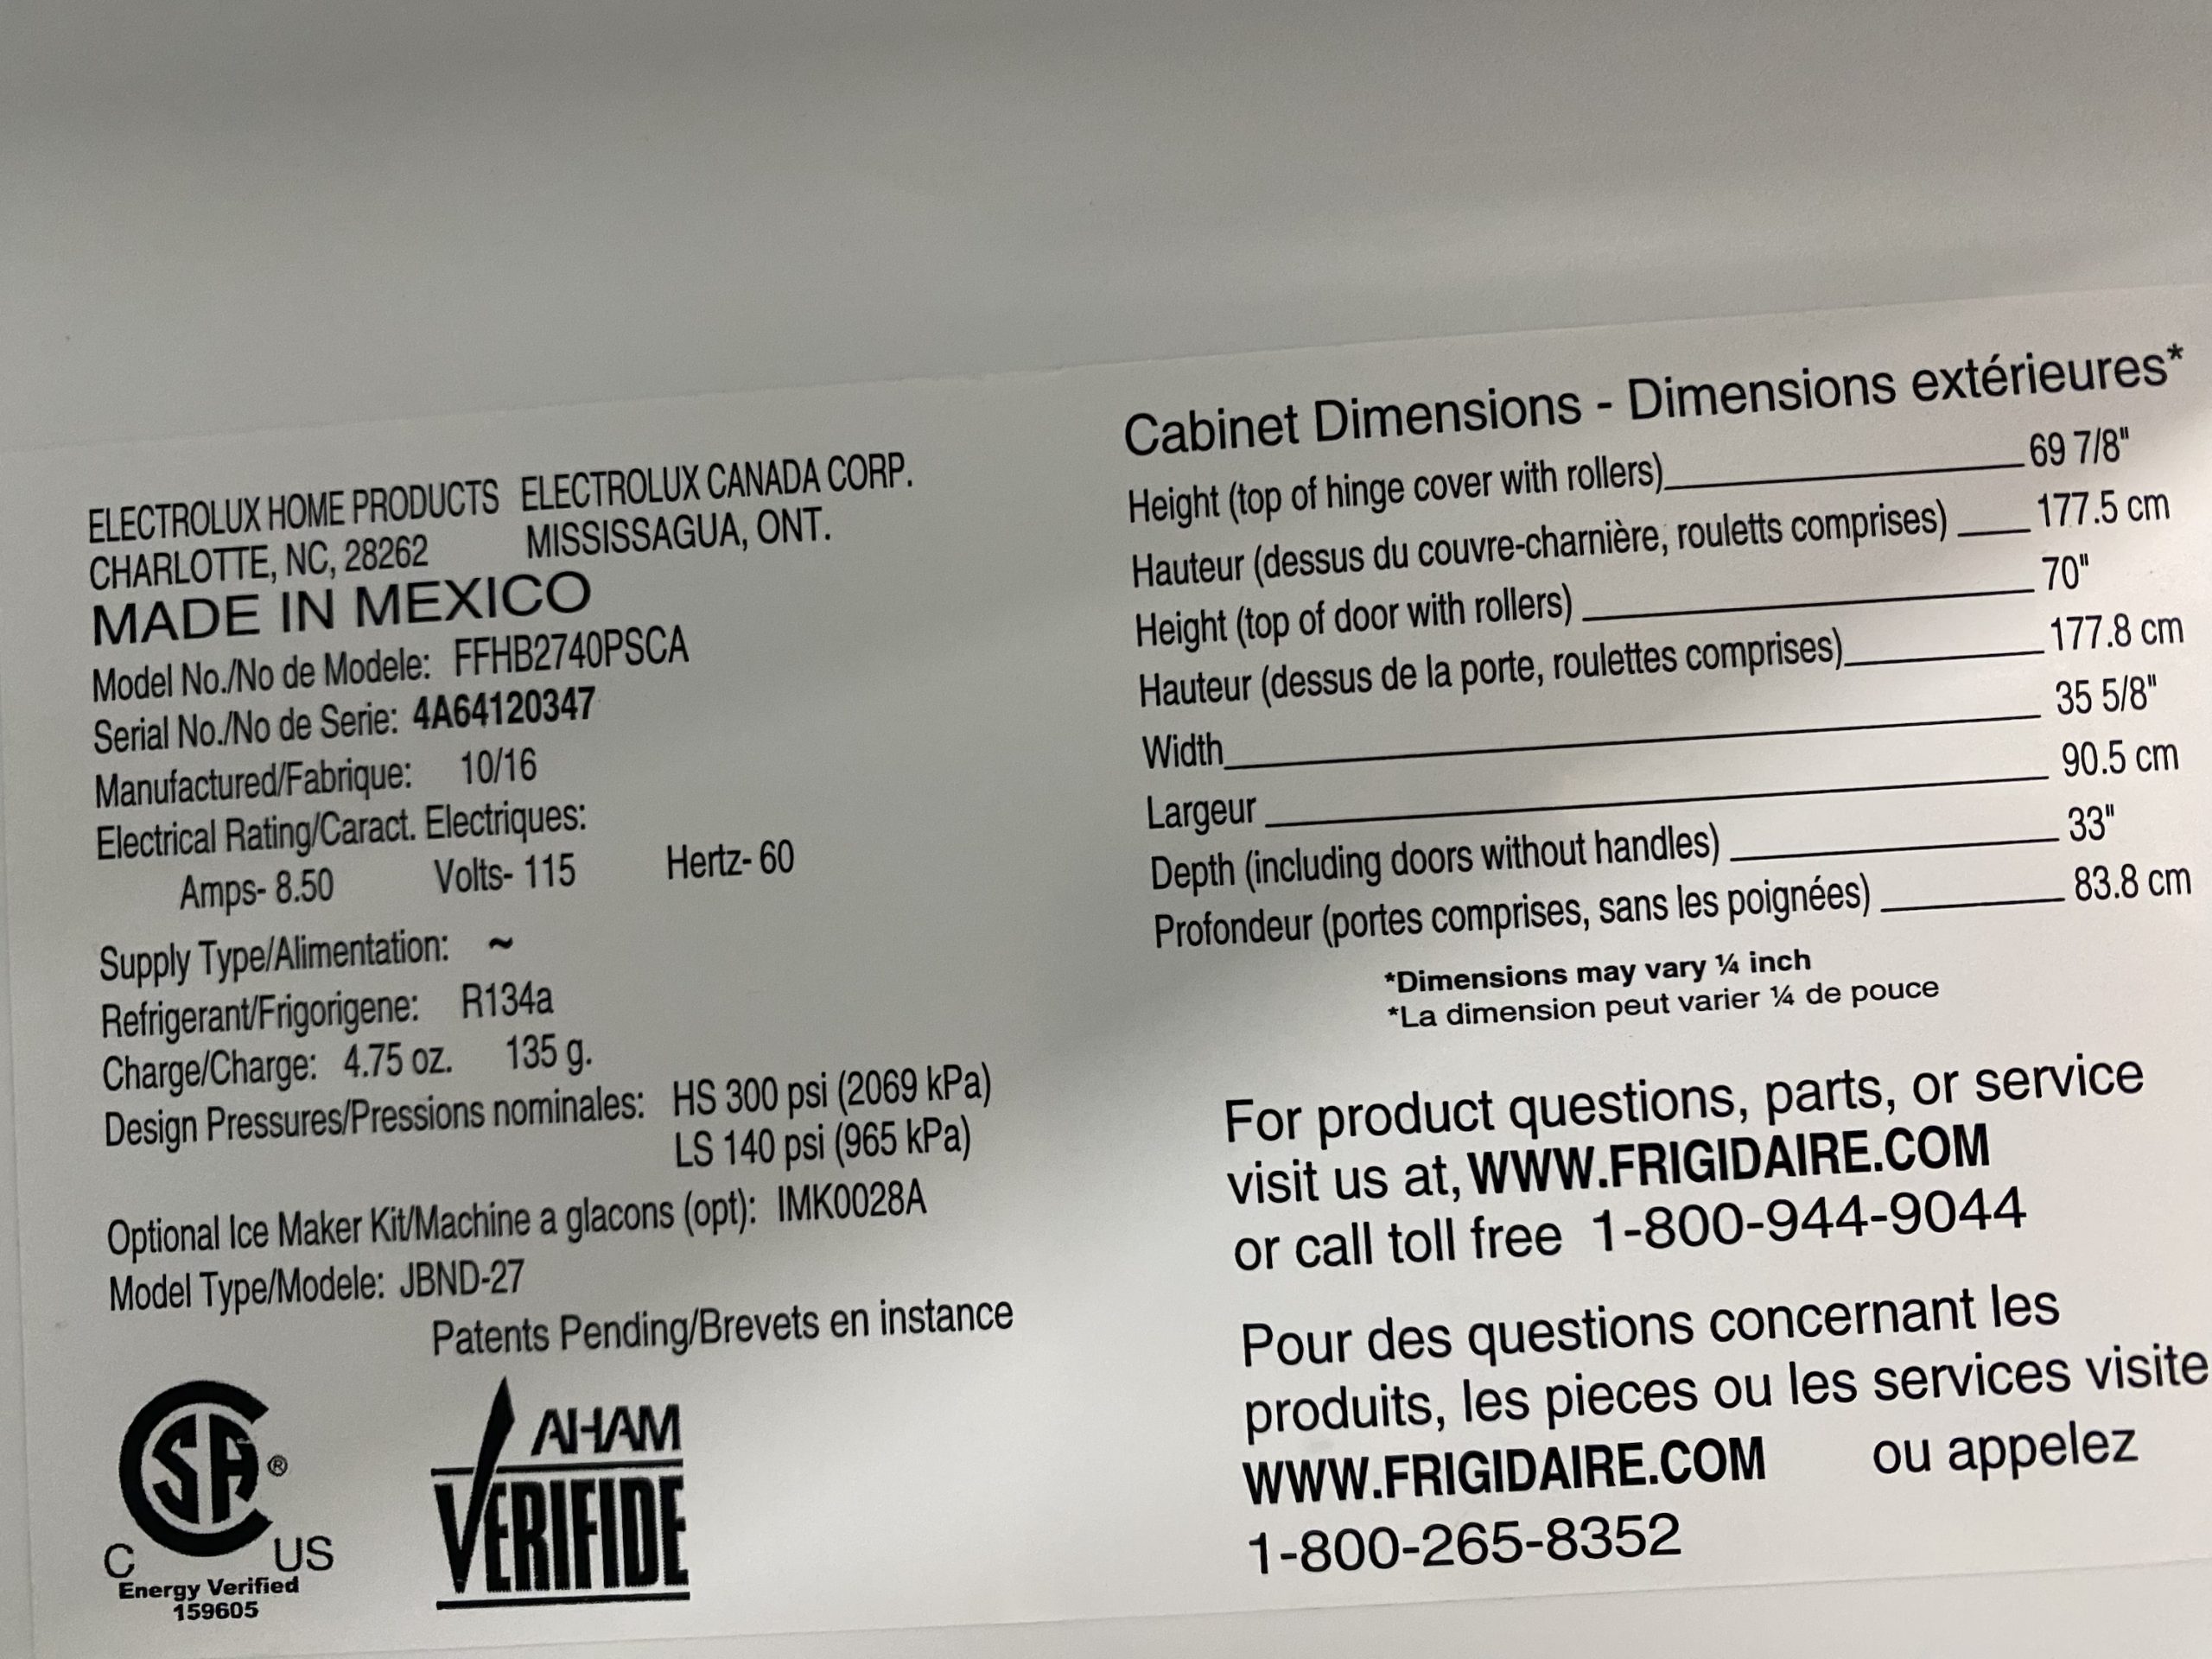 ELECTROLUX HOME PRODUCTS ELECTROLUX CANADA CORP.
CHARLOTTE, NC, 28262 MISSISSAGUA, ONT.
MADE IN MEXICO
Model No./No de Modele: FFHB2740PSCA
Serial No./No de Serie: 4A64120347
Manufactured/Fabrique: 10/16
Electrical Rating/Caract. Electriques:
Amps- 8.50 Volts- 115 Hertz- 60
Supply Type/Alimentation: ~
Refrigerant/Frigorigene: R134a
Charge/Charge: 4.75 oz. 135 g.
Design Pressures/Pressions nominales: HS 300 psi (2069 kPa)
LS 140 psi (965 kPa)
Optional Ice Maker Kit/Machine a glacons (opt): IMK0028A
Model Type/Modele: JBND-27
Patents Pending/Brevets en instance
CSA®
C US
Energy Verified
159605
AHAM
VERIFIDE
Cabinet Dimensions - Dimensions extérieures*
Height (top of hinge cover with rollers) 69 7/8"
Hauteur (dessus du couvre-charnière, rouletts comprises) 177.5 cm
Height (top of door with rollers) 70"
Hauteur (dessus de la porte, roulettes comprises) 177.8 cm
Width 35 5/8"
Largeur 90.5 cm
Depth (including doors without handles) 33"
Profondeur (portes comprises, sans les poignées) 83.8 cm
*Dimensions may vary ¼ inch
*La dimension peut varier ¼ de pouce
For product questions, parts, or service
visit us at, WWW.FRIGIDAIRE.COM
or call toll free 1-800-944-9044
Pour des questions concernant les
produits, les pieces ou les services visite
WWW.FRIGIDAIRE.COM ou appelez
1-800-265-8352